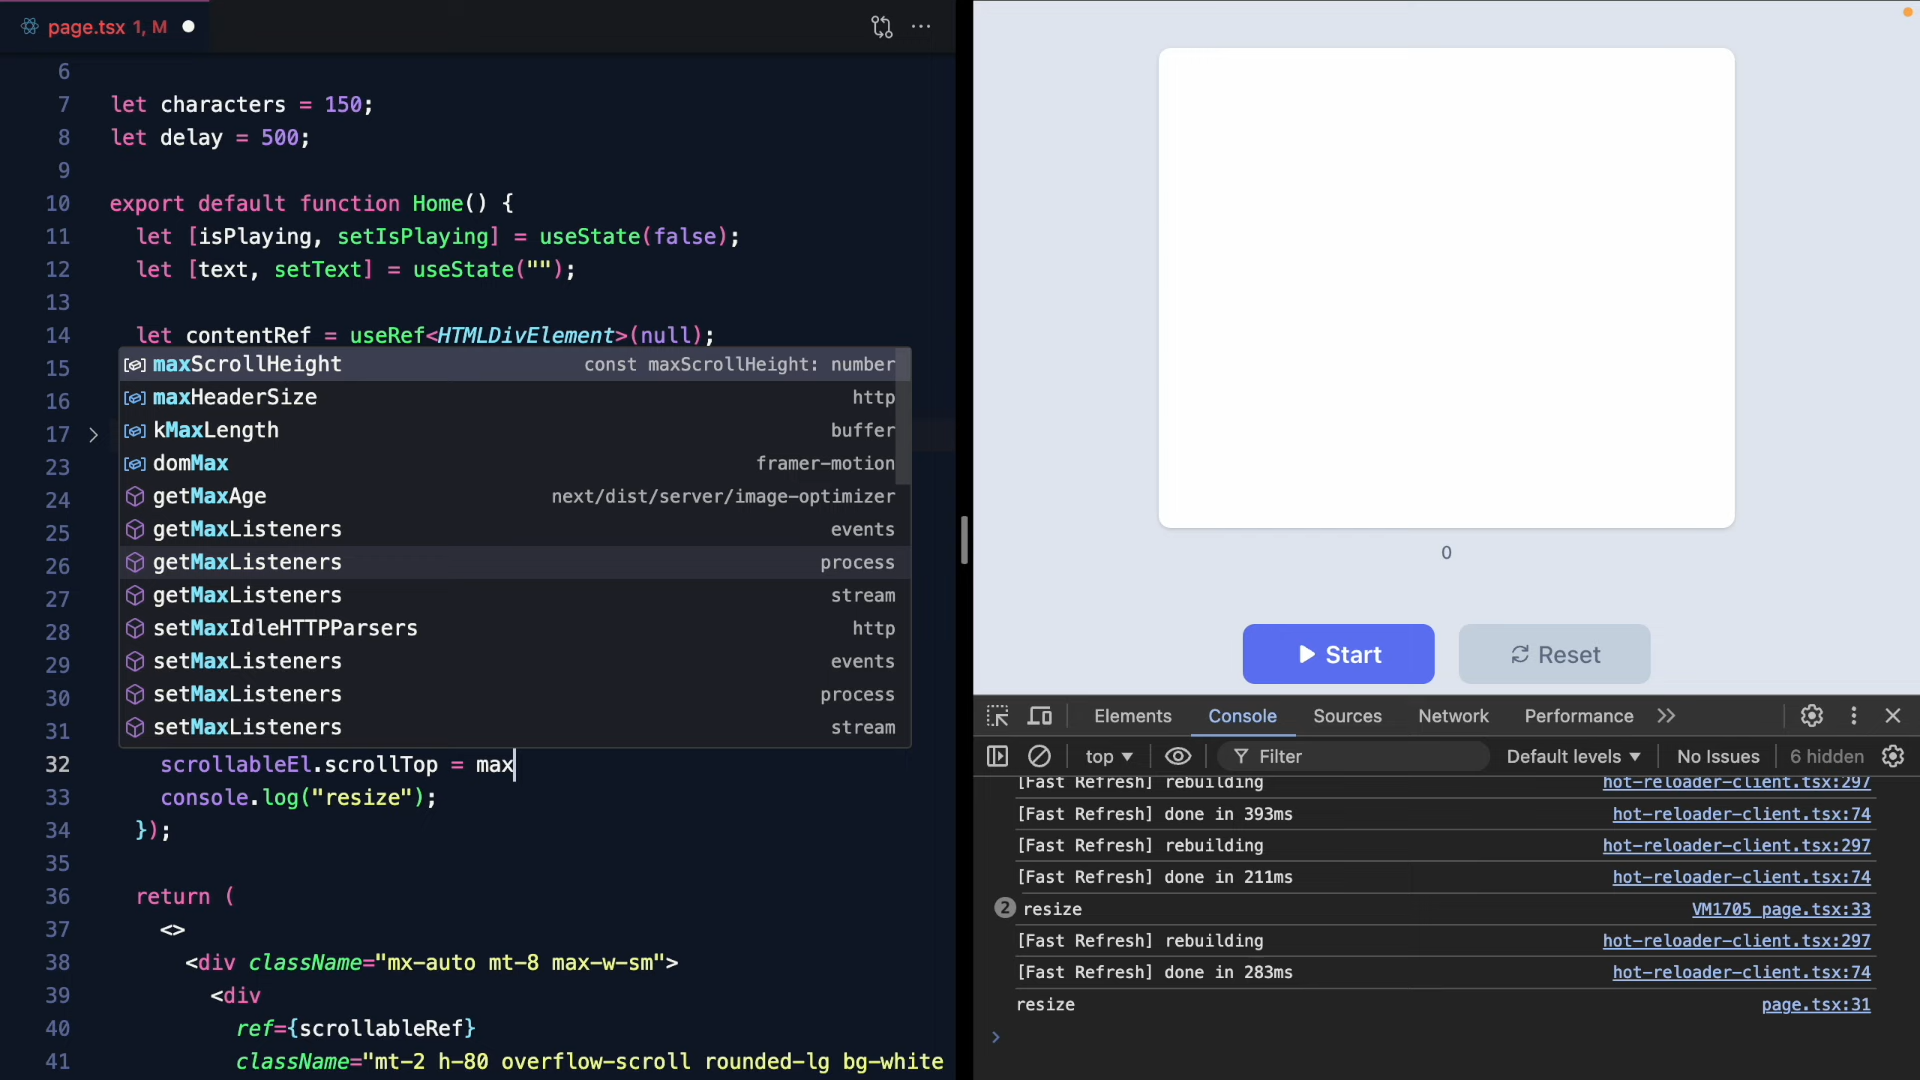 page.tsx 1, M
6
7 let characters = 150;
8 let delay = 500;
9
10 export default function Home() {
11 let [isPlaying, setIsPlaying] = useState(false);
12 let [text, setText] = useState("");
13
14 let contentRef = useRef<HTMLDivElement>(null);
15
16
17
23
24
25
26
27
28
29
30
31
maxScrollHeight const maxScrollHeight: number
maxHeaderSize http
kMaxLength buffer
domMax framer-motion
getMaxAge next/dist/server/image-optimizer
getMaxListeners events
getMaxListeners process
getMaxListeners stream
setMaxIdleHTTPParsers http
setMaxListeners events
setMaxListeners process
setMaxListeners stream
32 scrollableEl.scrollTop = max
33 console.log("resize");
34 });
35
36 return (
37 <>
38 <div className="mx-auto mt-8 max-w-sm">
39 <div
40 ref={scrollableRef}
41 className="mt-2 h-80 overflow-scroll rounded-lg bg-white
0
Start Reset
Elements Console Sources Network Performance
top Filter Default levels No Issues 6 hidden
[Fast Refresh] rebuilding hot-reloader-client.tsx:297
[Fast Refresh] done in 393ms hot-reloader-client.tsx:74
[Fast Refresh] rebuilding hot-reloader-client.tsx:297
[Fast Refresh] done in 211ms hot-reloader-client.tsx:74
2 resize VM1705 page.tsx:33
[Fast Refresh] rebuilding hot-reloader-client.tsx:297
[Fast Refresh] done in 283ms hot-reloader-client.tsx:74
resize page.tsx:31